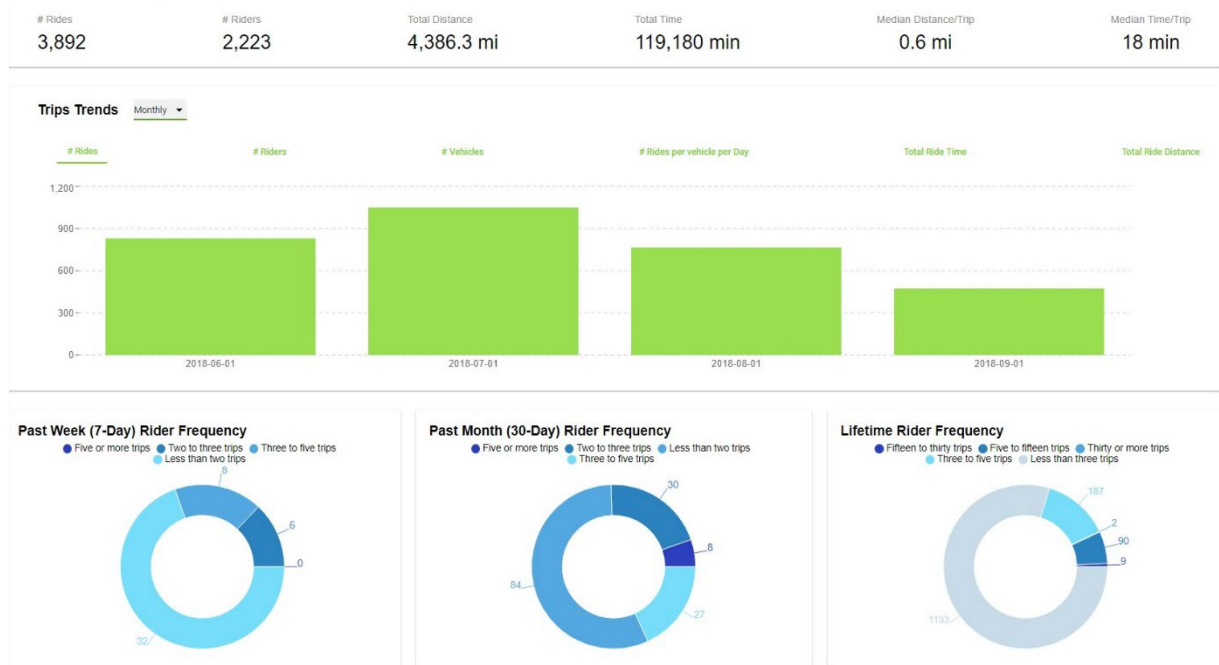 # Rides # Riders Total Distance Total Time Median Distance/Trip Median Time/Trip
3,892 2,223 4,386.3 mi 119,180 min 0.6 mi 18 min
Trips Trends Monthly
# Rides # Riders # Vehicles # Rides per vehicle per Day Total Ride Time Total Ride Distance
1,200
900
600
300
0
2018-06-01 2018-07-01 2018-08-01 2018-09-01
Past Week (7-Day) Rider Frequency
Five or more trips Two to three trips Three to five trips
Less than two trips
8
6
0
32
Past Month (30-Day) Rider Frequency
Five or more trips Two to three trips Less than two trips
Three to five trips
30
8
84
27
Lifetime Rider Frequency
Fifteen to thirty trips Five to fifteen trips Thirty or more trips
Three to five trips Less than three trips
187
2
90
9
1133